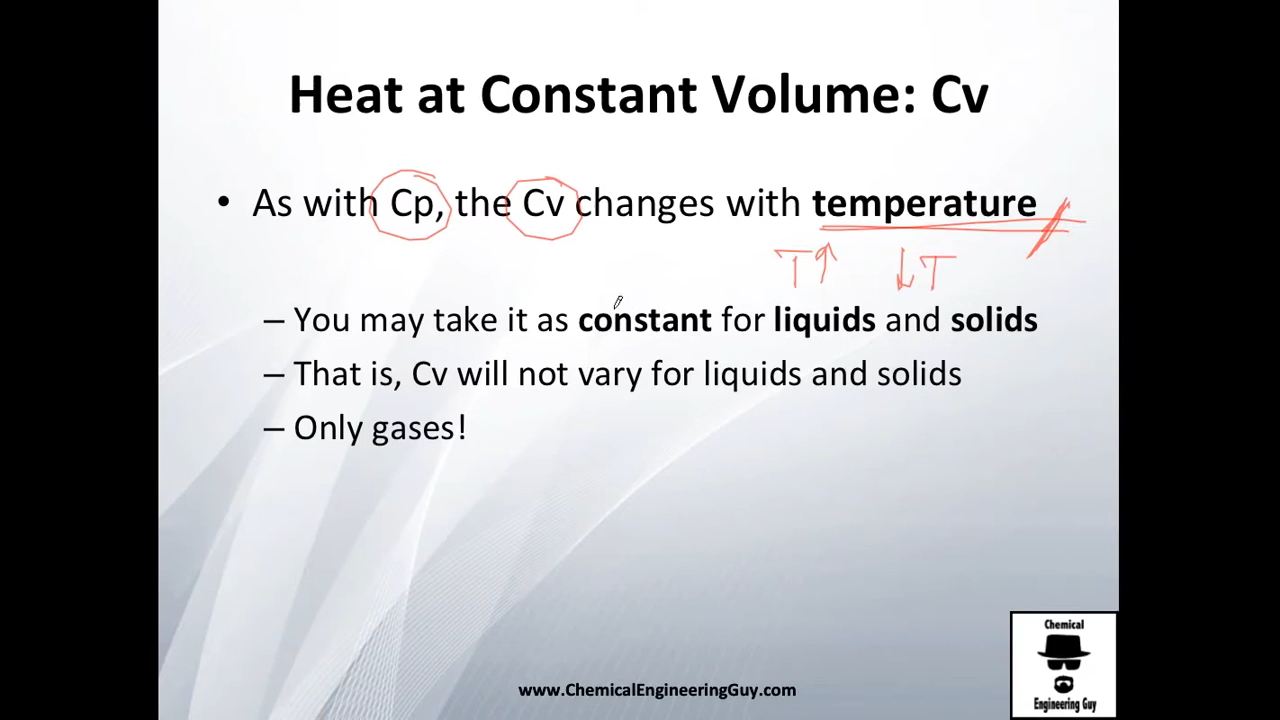 Heat at Constant Volume: Cv
• As with Cp, the Cv changes with temperature
T↑ ↓T
– You may take it as constant for liquids and solids
– That is, Cv will not vary for liquids and solids
– Only gases!
Chemical
Engineering Guy
www.ChemicalEngineeringGuy.com